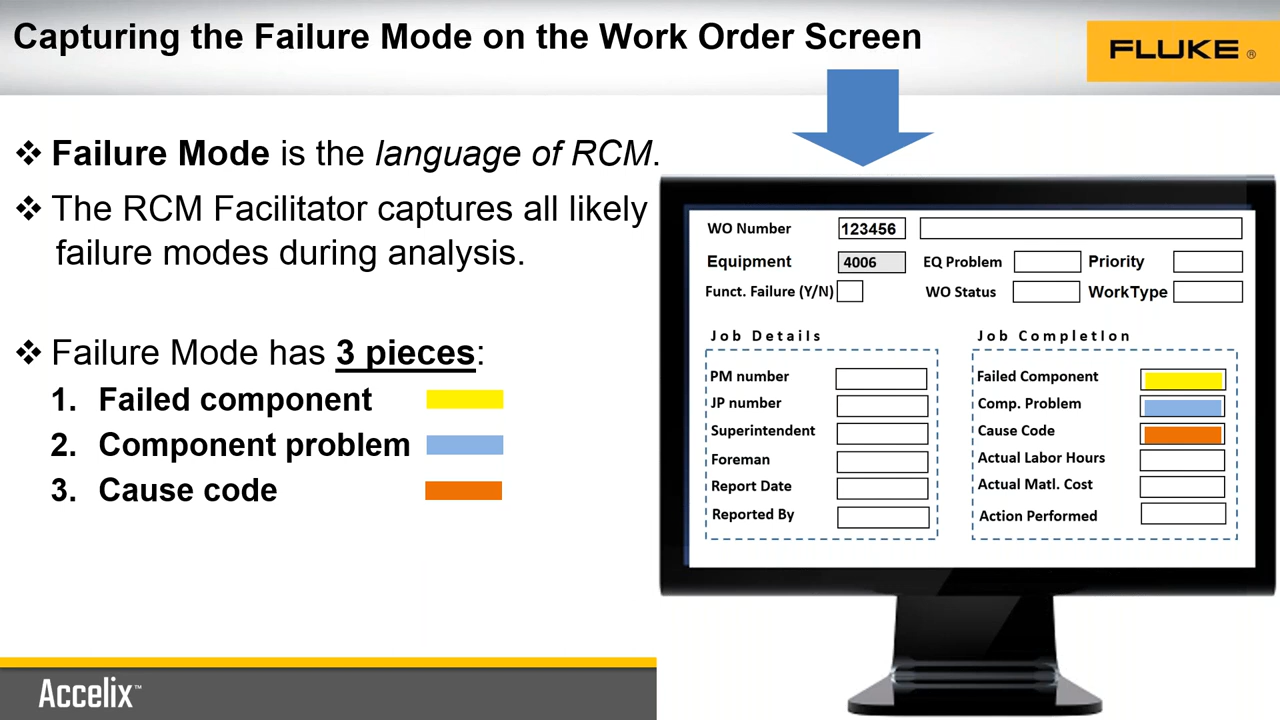 Capturing the Failure Mode on the Work Order Screen
FLUKE ®
❖ Failure Mode is the language of RCM.
❖ The RCM Facilitator captures all likely
failure modes during analysis.
❖ Failure Mode has 3 pieces:
1. Failed component
2. Component problem
3. Cause code
WO Number 123456
Equipment 4006 EQ Problem Priority
Funct. Failure (Y/N) WO Status WorkType
Job Details
PM number
JP number
Superintendent
Foreman
Report Date
Reported By
Job Completion
Failed Component
Comp. Problem
Cause Code
Actual Labor Hours
Actual Matl. Cost
Action Performed
Accelix™